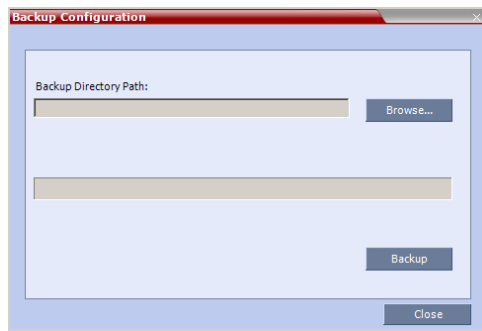 Backup Configuration
Backup Directory Path:
Browse...
Backup
Close